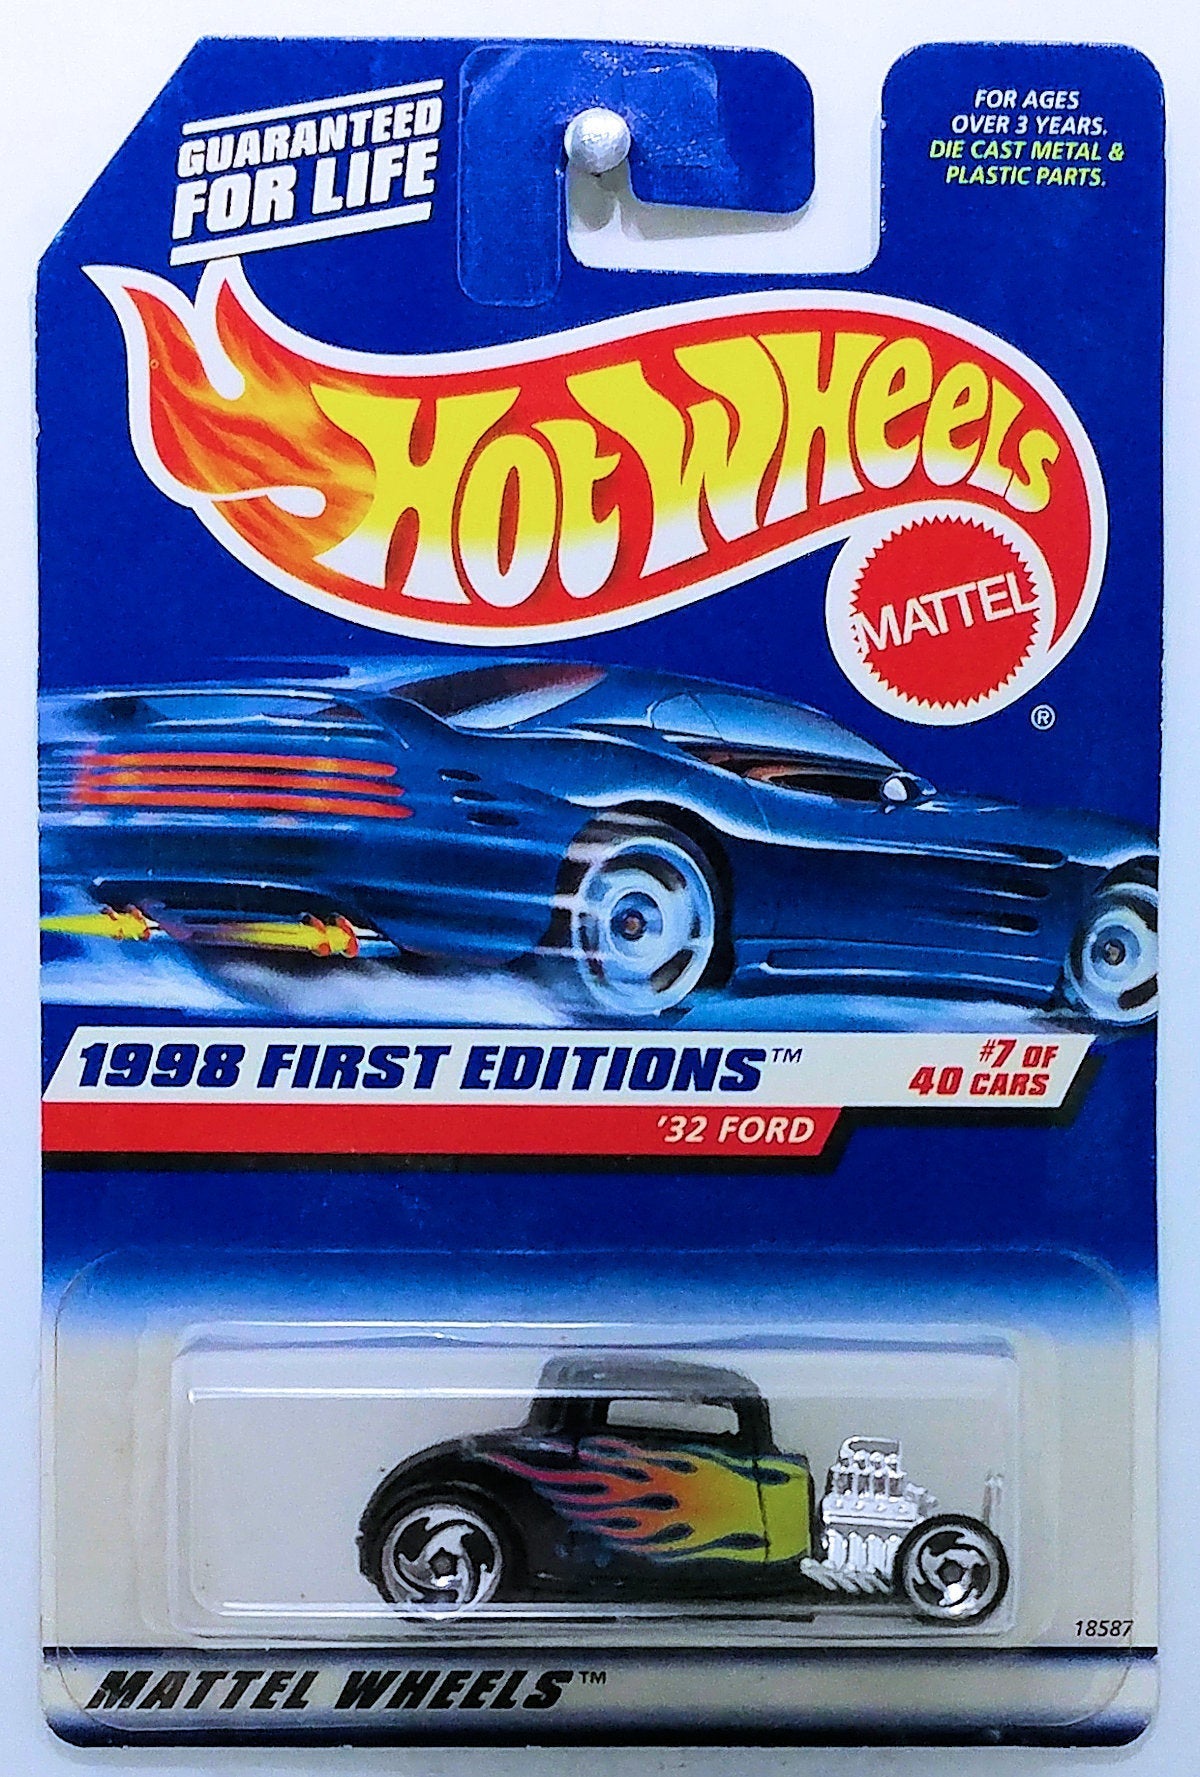 GUARANTEED
FOR LIFE
FOR AGES
OVER 3 YEARS.
DIE CAST METAL &
PLASTIC PARTS.
HOT WHEELS
MATTEL
®
1998 FIRST EDITIONS™
#7 OF
40 CARS
'32 FORD
18587
MATTEL WHEELS™